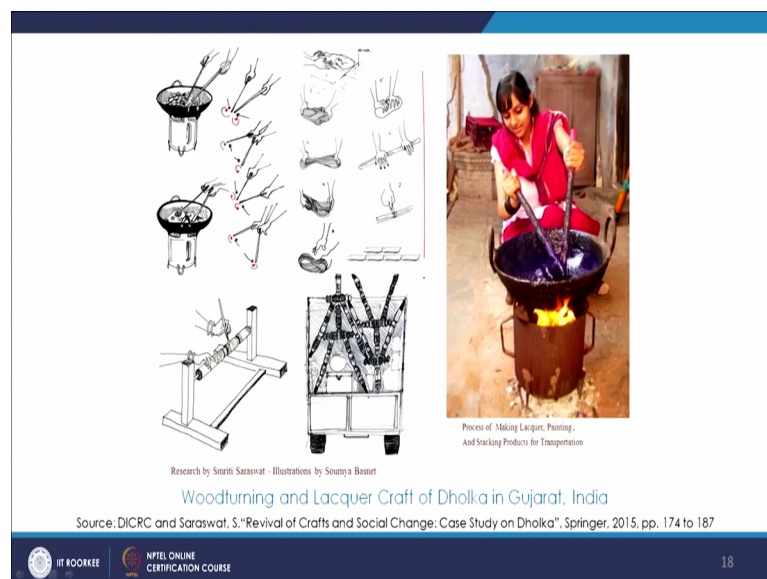 Process of Making Lacquer, Painting ,
And Stacking Products for Transportation
Research by Smriti Saraswat - Illustrations by Soumya Basnet
Woodturning and Lacquer Craft of Dholka in Gujarat, India
Source: DICRC and Saraswat, S."Revival of Crafts and Social Change: Case Study on Dholka", Springer, 2015, pp. 174 to 187
IIT ROORKEE
NPTEL ONLINE
CERTIFICATION COURSE
18